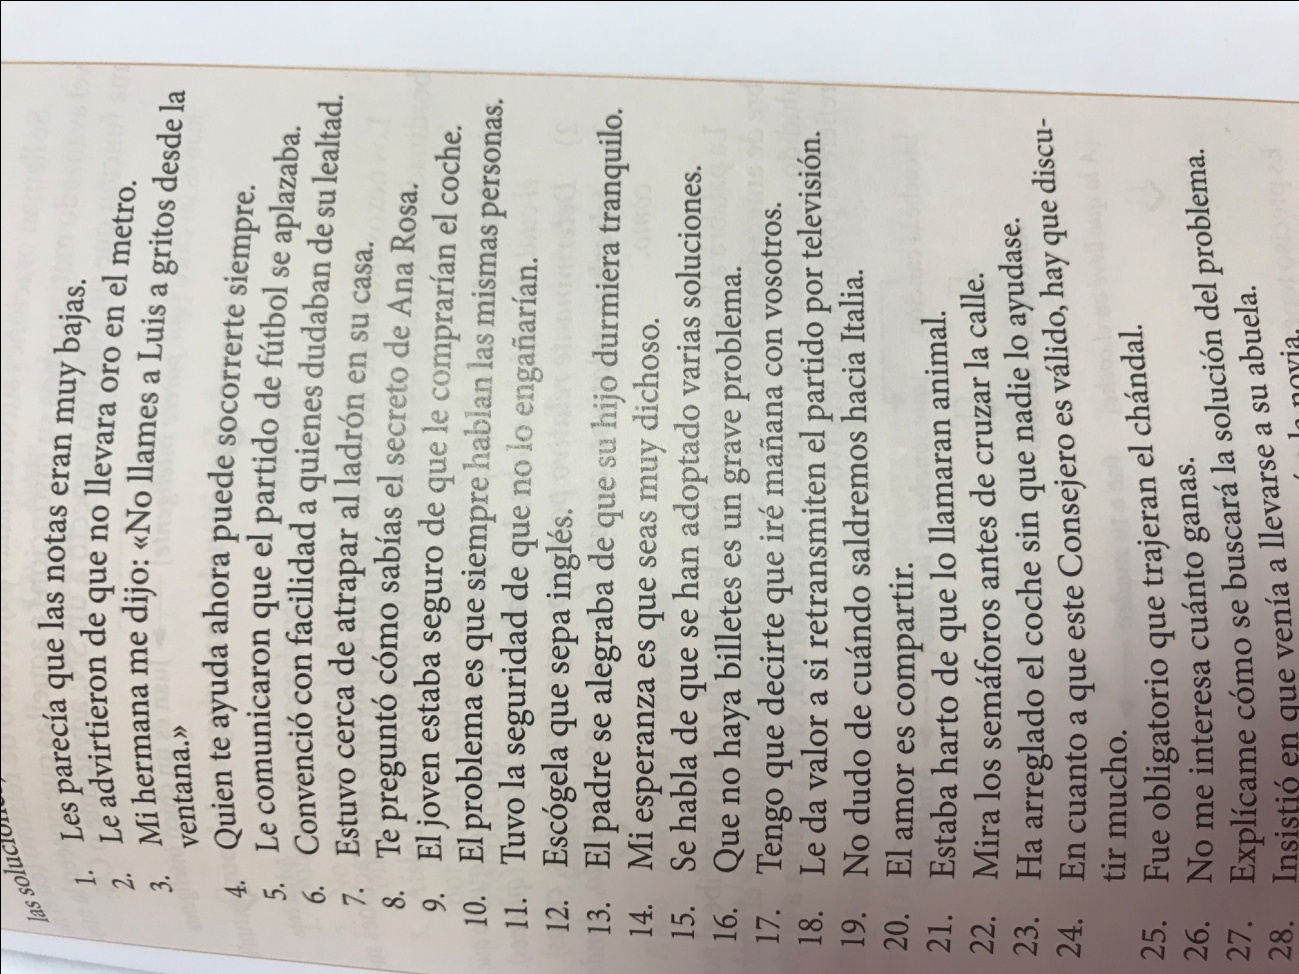 las soluciones
1. Les parecía que las notas eran muy bajas.
2. Le advirtieron de que no llevara oro en el metro.
3. Mi hermana me dijo: «No llames a Luis a gritos desde la
ventana.»
4. Quien te ayuda ahora puede socorrerte siempre.
5. Le comunicaron que el partido de fútbol se aplazaba.
6. Convenció con facilidad a quienes dudaban de su lealtad.
7. Estuvo cerca de atrapar al ladrón en su casa.
8. Te preguntó cómo sabías el secreto de Ana Rosa.
9. El joven estaba seguro de que le comprarían el coche.
10. El problema es que siempre hablan las mismas personas.
11. Tuvo la seguridad de que no lo engañarían.
12. Escógela que sepa inglés.
13. El padre se alegraba de que su hijo durmiera tranquilo.
14. Mi esperanza es que seas muy dichoso.
15. Se habla de que se han adoptado varias soluciones.
16. Que no haya billetes es un grave problema.
17. Tengo que decirte que iré mañana con vosotros.
18. Le da valor a si retransmiten el partido por televisión.
19. No dudo de cuándo saldremos hacia Italia.
20. El amor es compartir.
21. Estaba harto de que lo llamaran animal.
22. Mira los semáforos antes de cruzar la calle.
23. Ha arreglado el coche sin que nadie lo ayudase.
24. En cuanto a que este Consejero es válido, hay que discu-
tir mucho.
25. Fue obligatorio que trajeran el chándal.
26. No me interesa cuánto ganas.
27. Explícame cómo se buscará la solución del problema.
28. Insistió en que venía a llevarse a su abuela.
la novia.